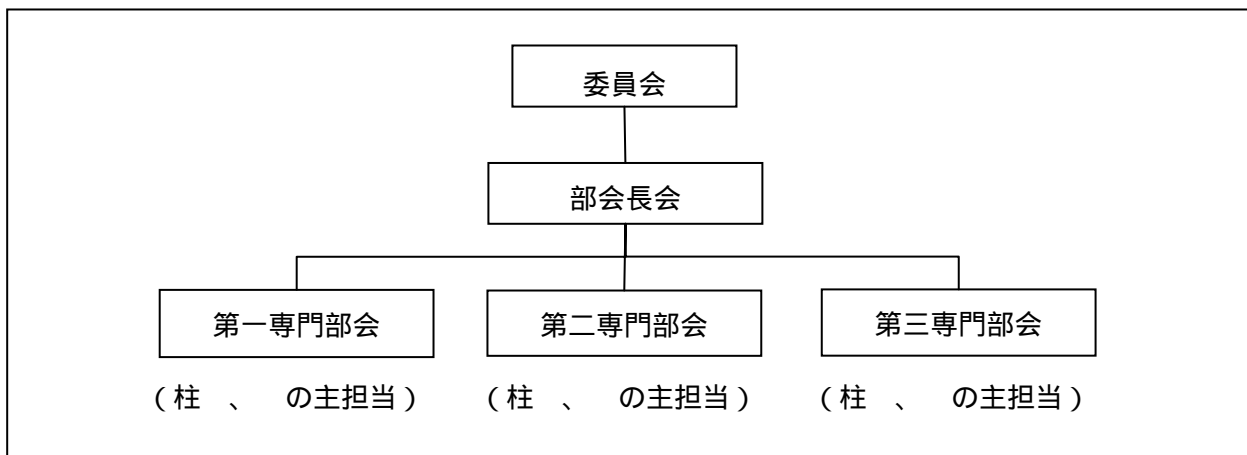 委員会
部会長会
第一専門部会 第二専門部会 第三専門部会
(柱 、 の主担当) (柱 、 の主担当) (柱 、 の主担当)